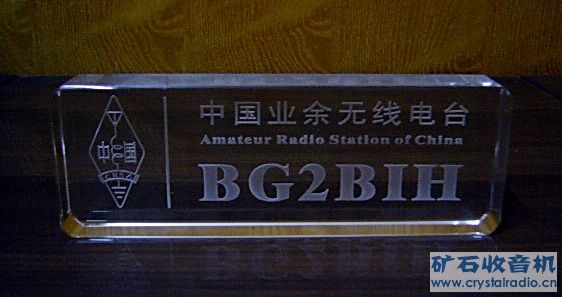 中国业余无线电台
Amateur Radio Station of China
BG2BIH
中国
矿石收音机
www.crystalradio.cn